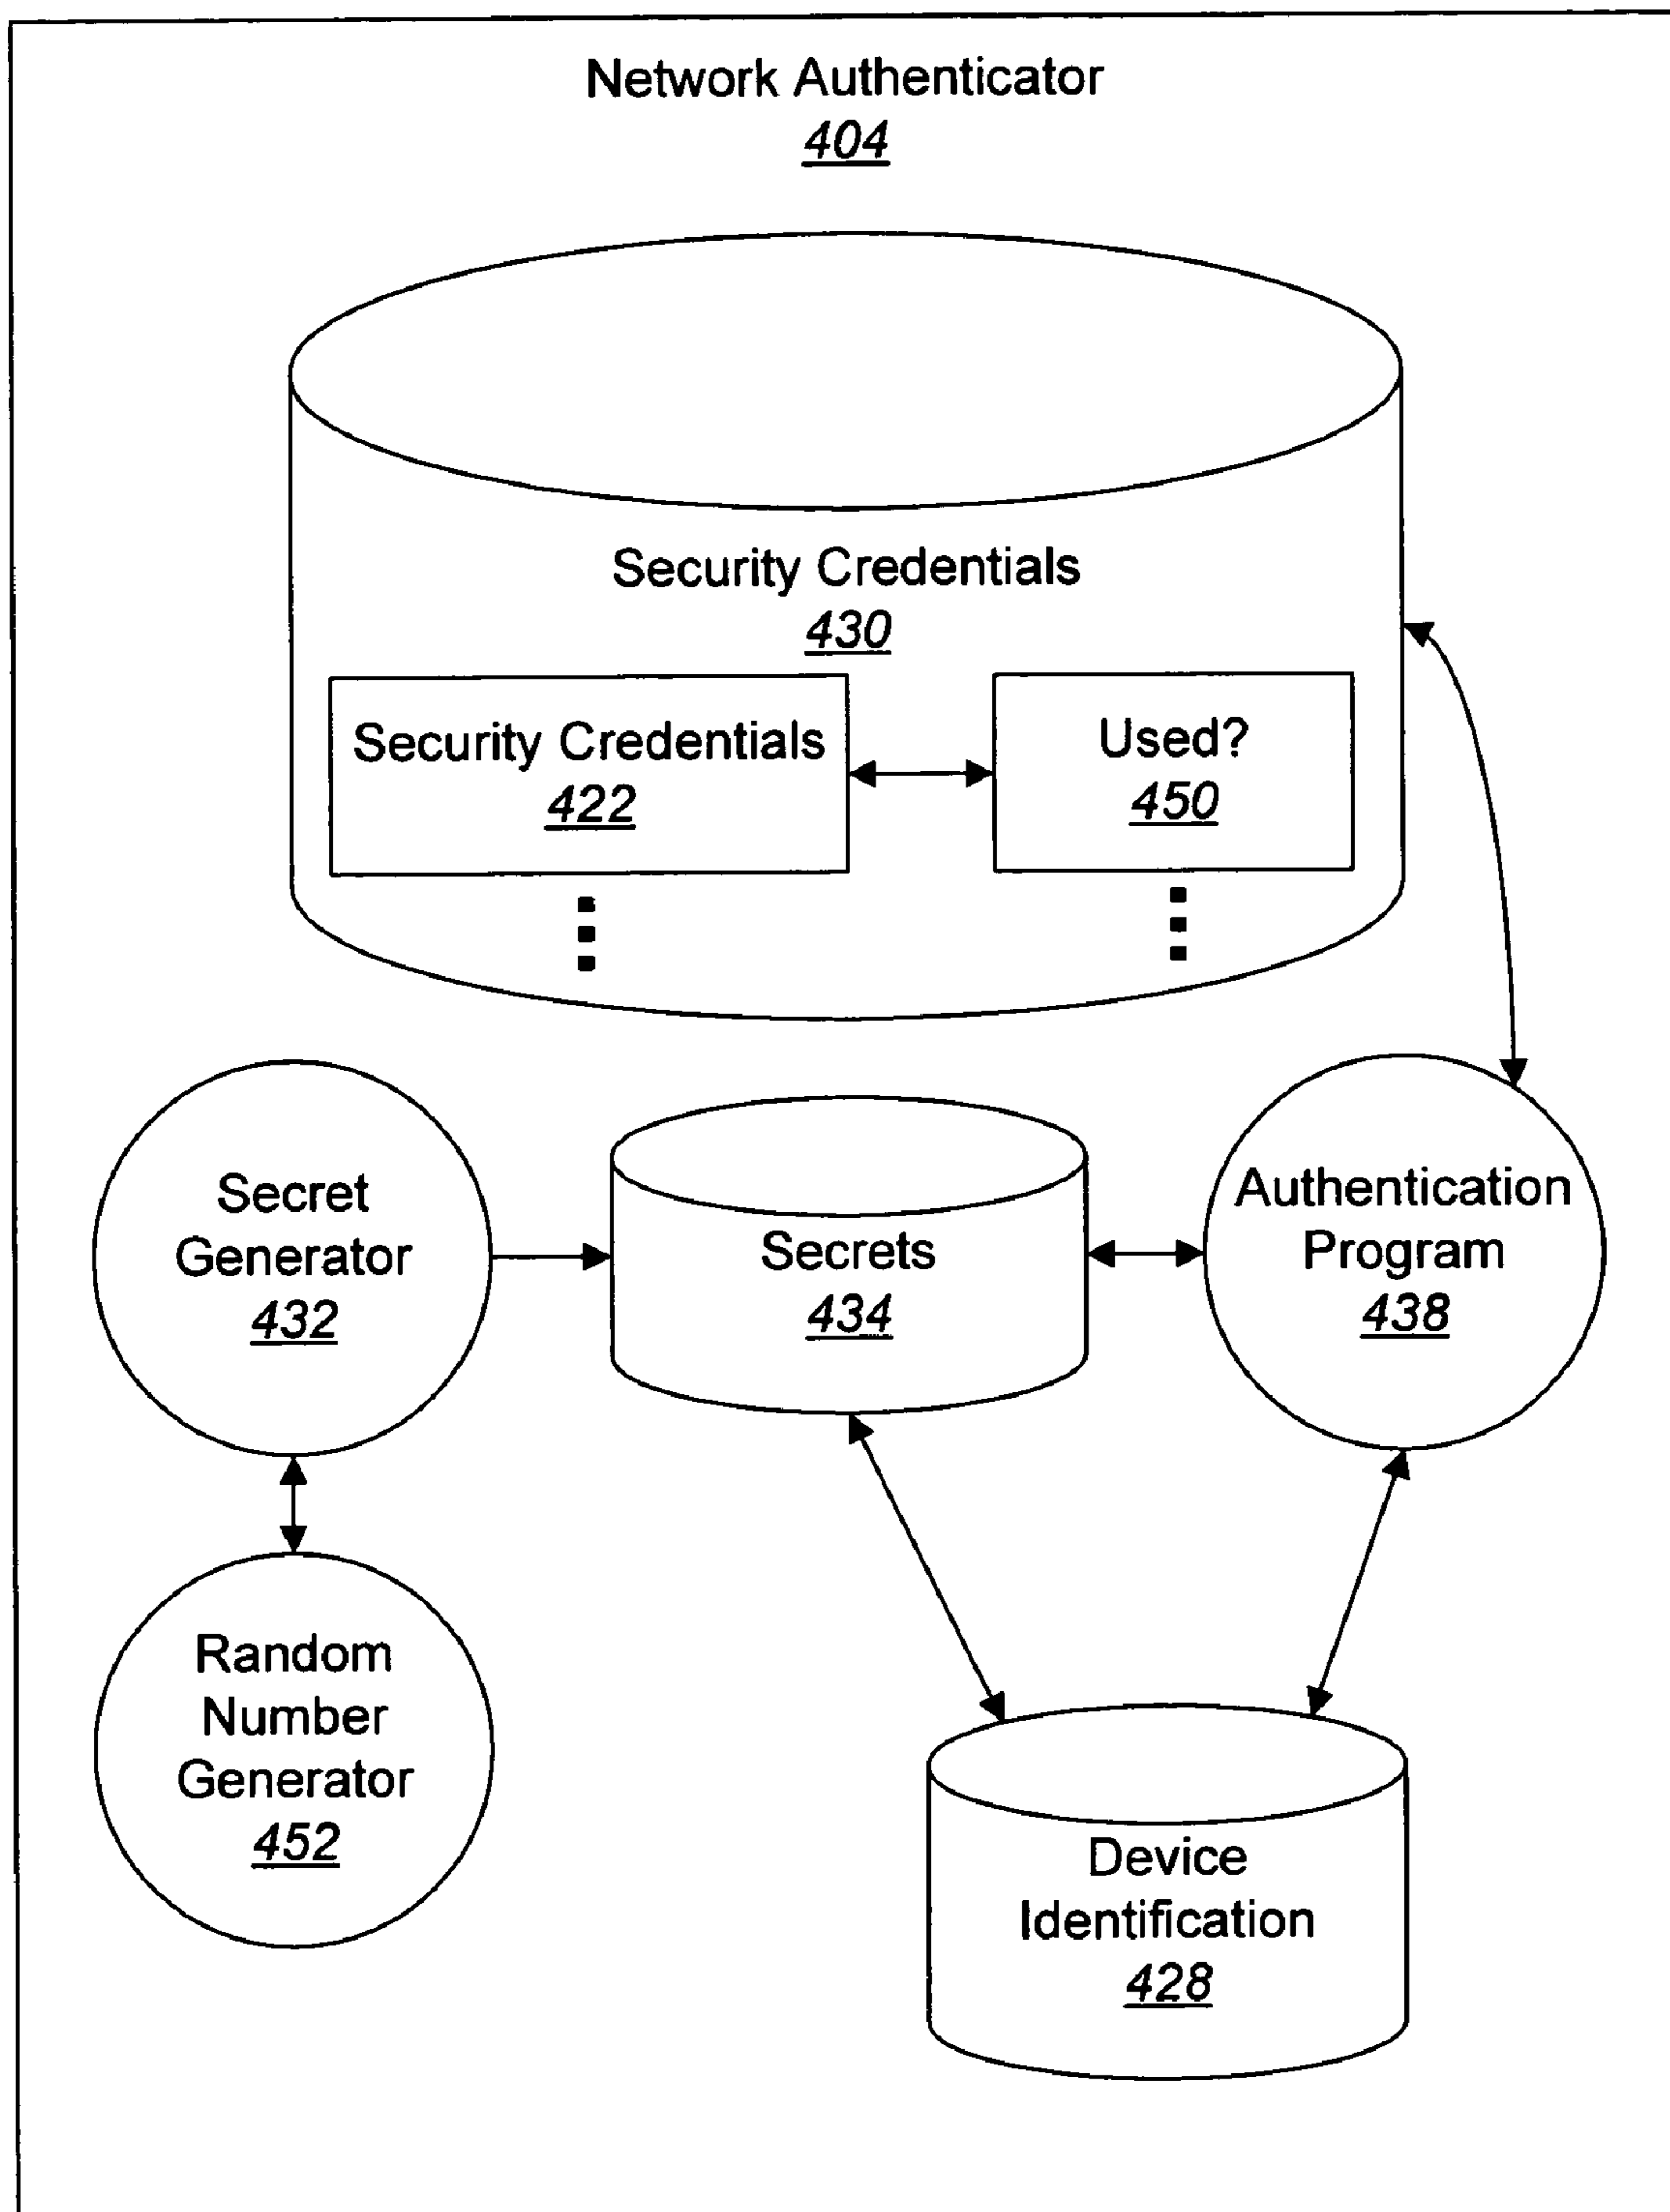 Network Authenticator
404
Security Credentials
430
Security Credentials
422
Used?
450
Secret
Generator
432
Secrets
434
Authentication
Program
438
Random
Number
Generator
452
Device
Identification
428